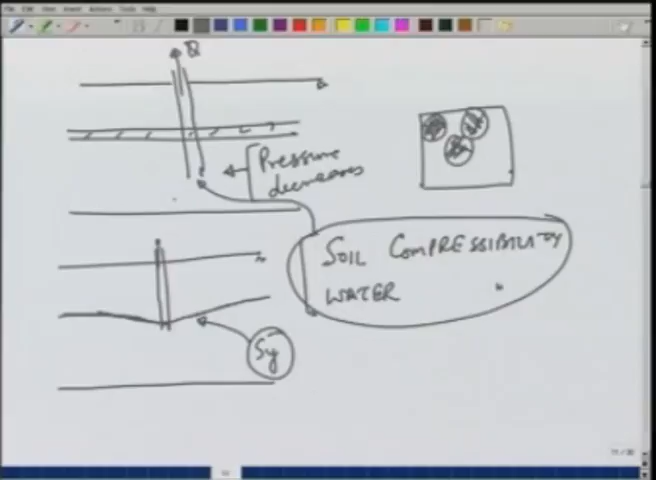 Q
Pressure
decreases
SOIL COMPRESSIBILITY
WATER
Sy